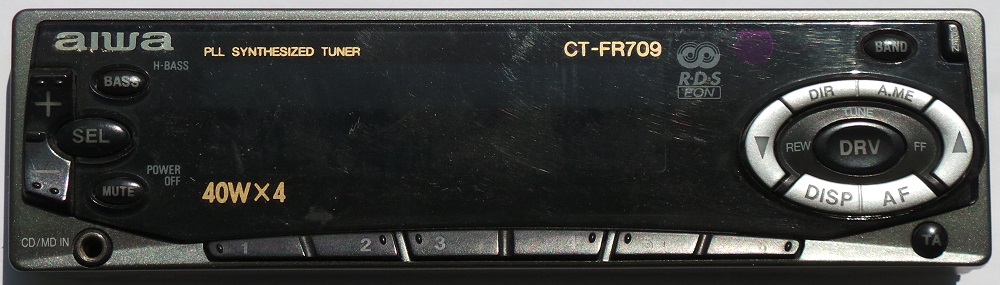 aiwa
PLL SYNTHESIZED TUNER
CT-FR709
BAND
H-BASS
BASS
R·D·S
EON
DIR
A.ME
+
SEL
TUNE
REW
DRV
FF
−
POWER
OFF
MUTE
40W×4
DISP
AF
CD/MD IN
1
2
3
4
5
6
TA